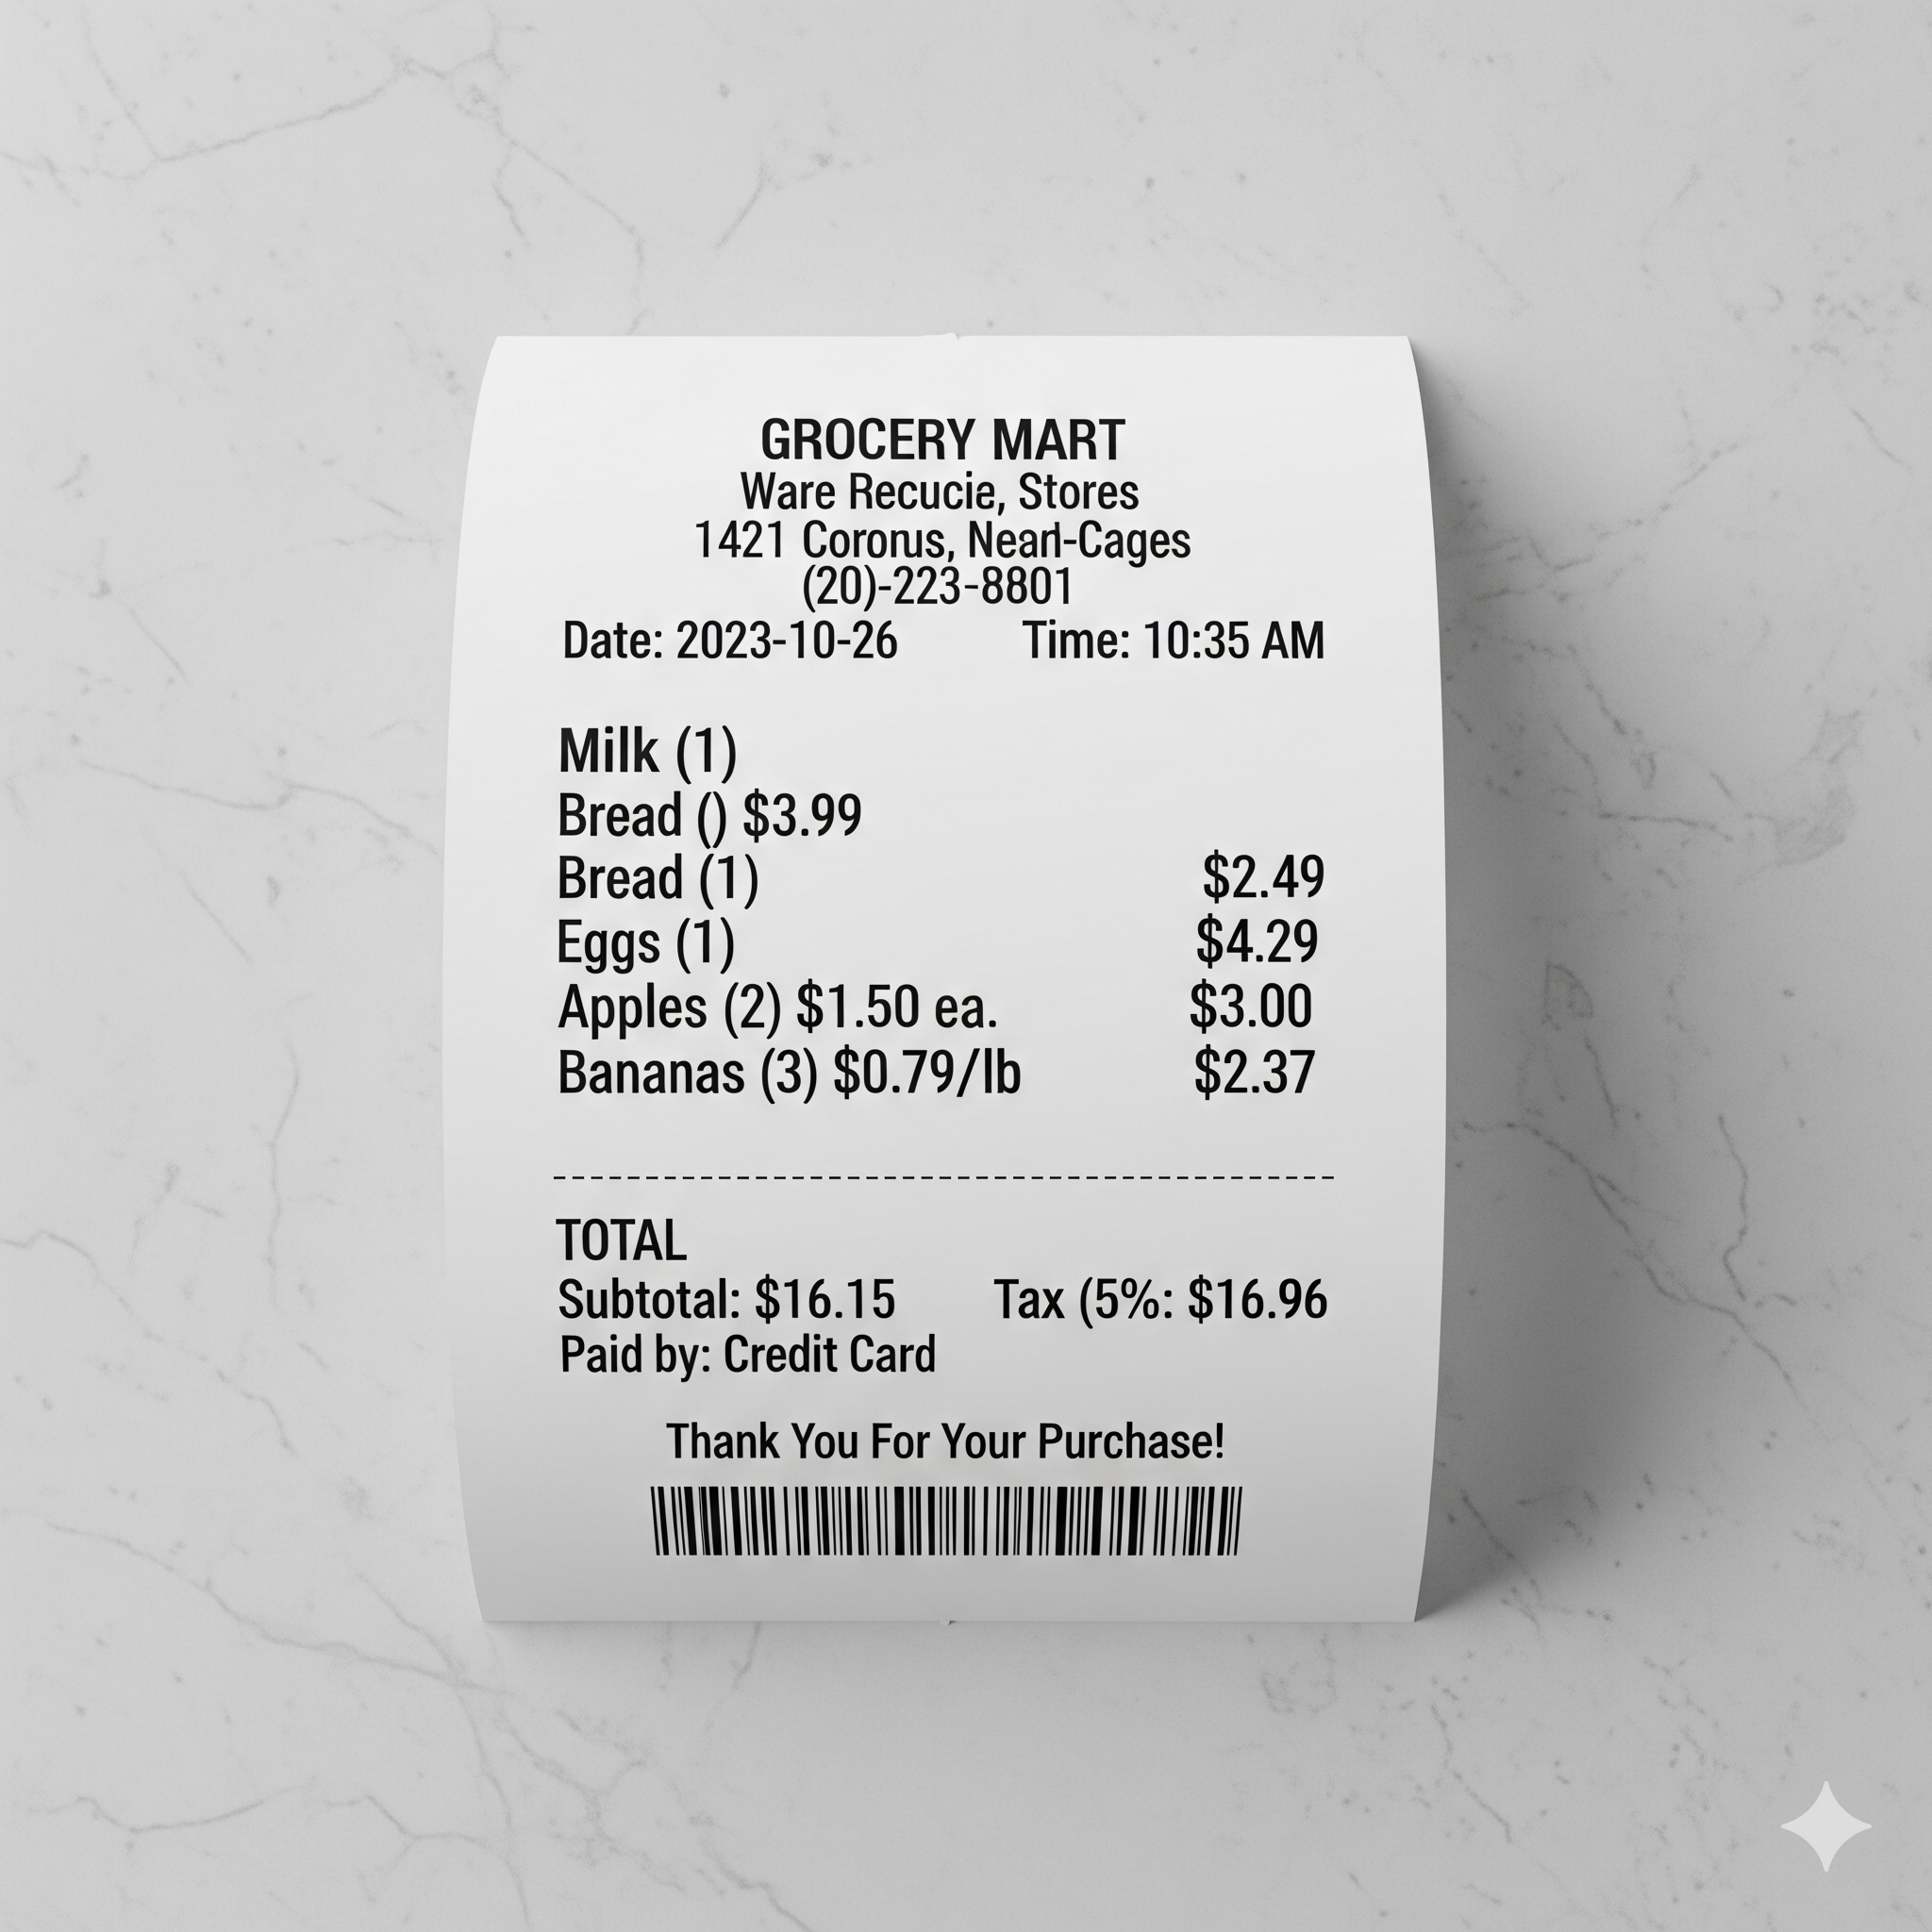 GROCERY MART
Ware Recucie, Stores
1421 Coronus, Nean-Cages
(20)-223-8801
Date: 2023-10-26 Time: 10:35 AM
Milk (1)
Bread () $3.99
Bread (1) $2.49
Eggs (1) $4.29
Apples (2) $1.50 ea. $3.00
Bananas (3) $0.79/lb $2.37
TOTAL
Subtotal: $16.15 Tax (5%: $16.96
Paid by: Credit Card
Thank You For Your Purchase!